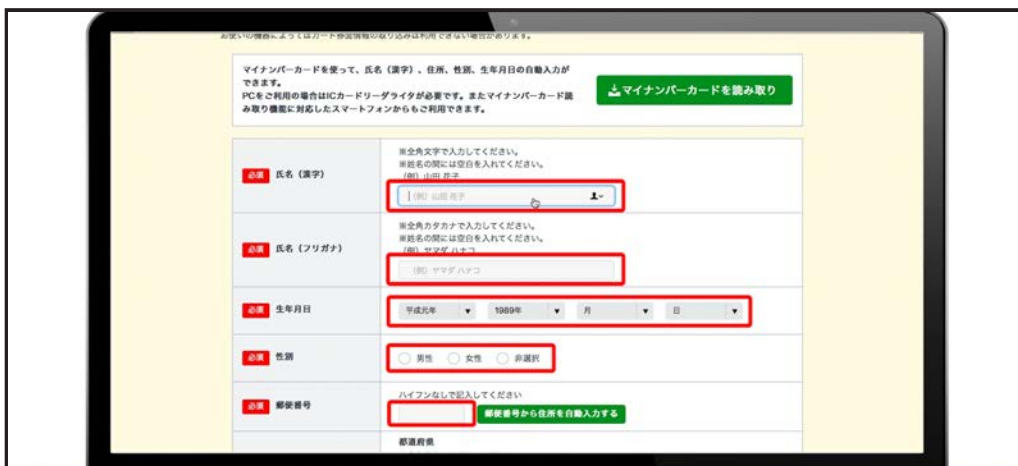 お使いの機器によってはカード券面情報の取り込みは利用できない場合があります。
マイナンバーカードを使って、氏名（漢字）、住所、性別、生年月日の自動入力が
できます。
PCをご利用の場合はICカードリーダライタが必要です。またマイナンバーカード読
み取り機能に対応したスマートフォンからもご利用できます。
マイナンバーカードを読み取り
※全角文字で入力してください。
※姓名の間には空白を入れてください。
（例）山田 花子
必須 氏名（漢字）
（例）山田 花子
※全角カタカナで入力してください。
※姓名の間には空白を入れてください。
（例）ヤマダ ハナコ
必須 氏名（フリガナ）
（例）ヤマダ ハナコ
必須 生年月日 平成元年 1989年 月 日
必須 性別 男性 女性 非選択
ハイフンなしで記入してください
必須 郵便番号 郵便番号から住所を自動入力する
都道府県